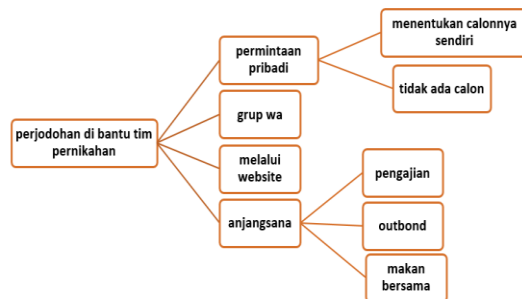 perjodohan di bantu tim
pernikahan
permintaan
pribadi
menentukan calonnya
sendiri
tidak ada calon
grup wa
melalui
website
anjangsana
pengajian
outbond
makan
bersama